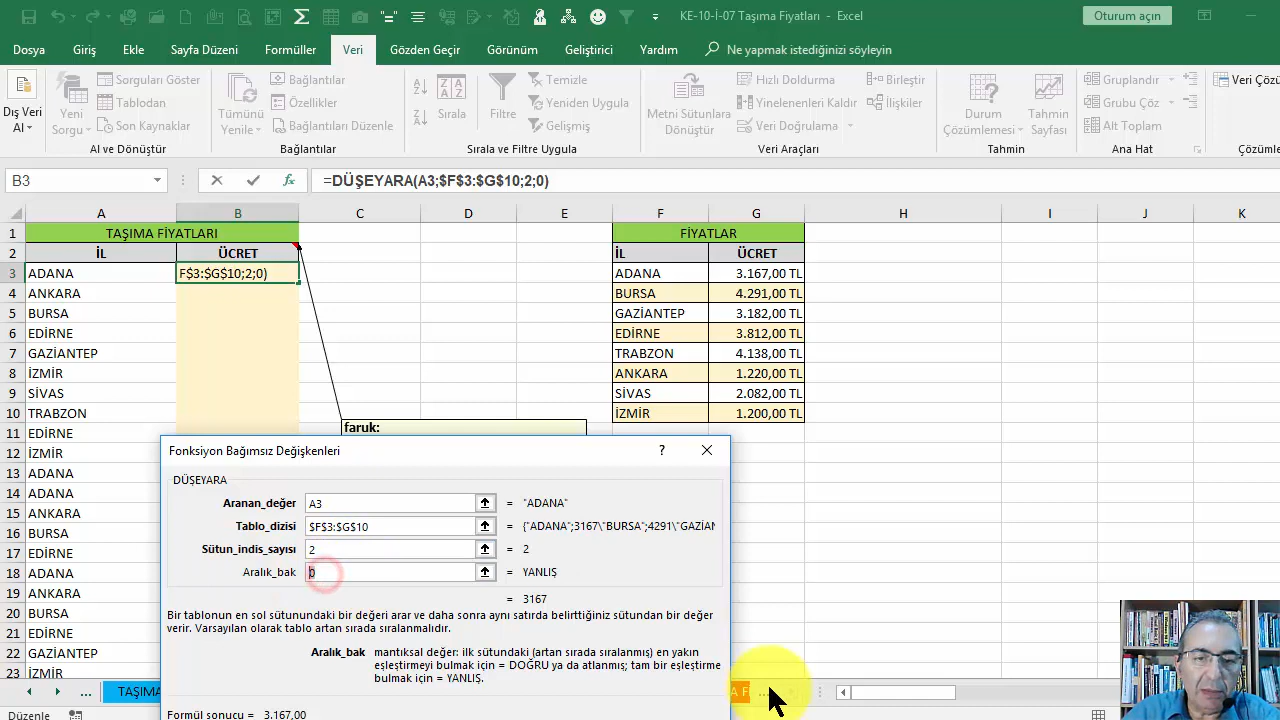 KE-10-İ-07 Taşıma Fiyatları - Excel
Oturum açın
Dosya Giriş Ekle Sayfa Düzeni Formüller Veri Gözden Geçir Görünüm Geliştirici Yardım Ne yapmak istediğinizi söyleyin
Dış Veri Al
Yeni Sorgu
Sorguları Göster
Tablodan
Son Kaynaklar
Al ve Dönüştür
Tümünü Yenile
Bağlantılar
Özellikler
Bağlantıları Düzenle
Bağlantılar
Sırala
Filtre
Temizle
Yeniden Uygula
Gelişmiş
Sırala ve Filtre Uygula
Metni Sütunlara Dönüştür
Hızlı Doldurma
Yinelenenleri Kaldır
Veri Doğrulama
Birleştir
İlişkiler
Veri Araçları
Durum Çözümlemesi
Tahmin Sayfası
Tahmin
Gruplandır
Grubu Çöz
Alt Toplam
Ana Hat
Veri Çözü
Çözüml
B3 fx =DÜŞEYARA(A3;$F$3:$G$10;2;0)
A B C D E F G H I J K
1 TAŞIMA FİYATLARI FİYATLAR
2 İL ÜCRET İL ÜCRET
3 ADANA F$3:$G$10;2;0) ADANA 3.167,00 TL
4 ANKARA BURSA 4.291,00 TL
5 BURSA GAZİANTEP 3.182,00 TL
6 EDİRNE EDİRNE 3.812,00 TL
7 GAZİANTEP TRABZON 4.138,00 TL
8 İZMİR ANKARA 1.220,00 TL
9 SİVAS SİVAS 2.082,00 TL
10 TRABZON İZMİR 1.200,00 TL
11 EDİRNE faruk:
12 İZMİR
13 ADANA
14 ADANA
15 ANKARA
16 BURSA
17 EDİRNE
18 ADANA
19 ANKARA
20 BURSA
21 EDİRNE
22 GAZİANTEP
23 İZMİR
Fonksiyon Bağımsız Değişkenleri ?
DÜŞEYARA
Aranan_değer A3 = "ADANA"
Tablo_dizisi $F$3:$G$10 = {"ADANA";3167\"BURSA";4291\"GAZİAN
Sütun_indis_sayısı 2 = 2
Aralık_bak 0 = YANLIŞ
= 3167
Bir tablonun en sol sütunundaki bir değeri arar ve daha sonra aynı satırda belirttiğiniz sütundan bir değer
verir. Varsayılan olarak tablo artan sırada sıralanmalıdır.
Aralık_bak mantıksal değer: ilk sütundaki (artan sırada sıralanmış) en yakın
eşleştirmeyi bulmak için = DOĞRU ya da atlanmış; tam bir eşleştirme
bulmak için = YANLIŞ.
Formül sonucu = 3.167,00
... TAŞIMA A F ...
Düzenle